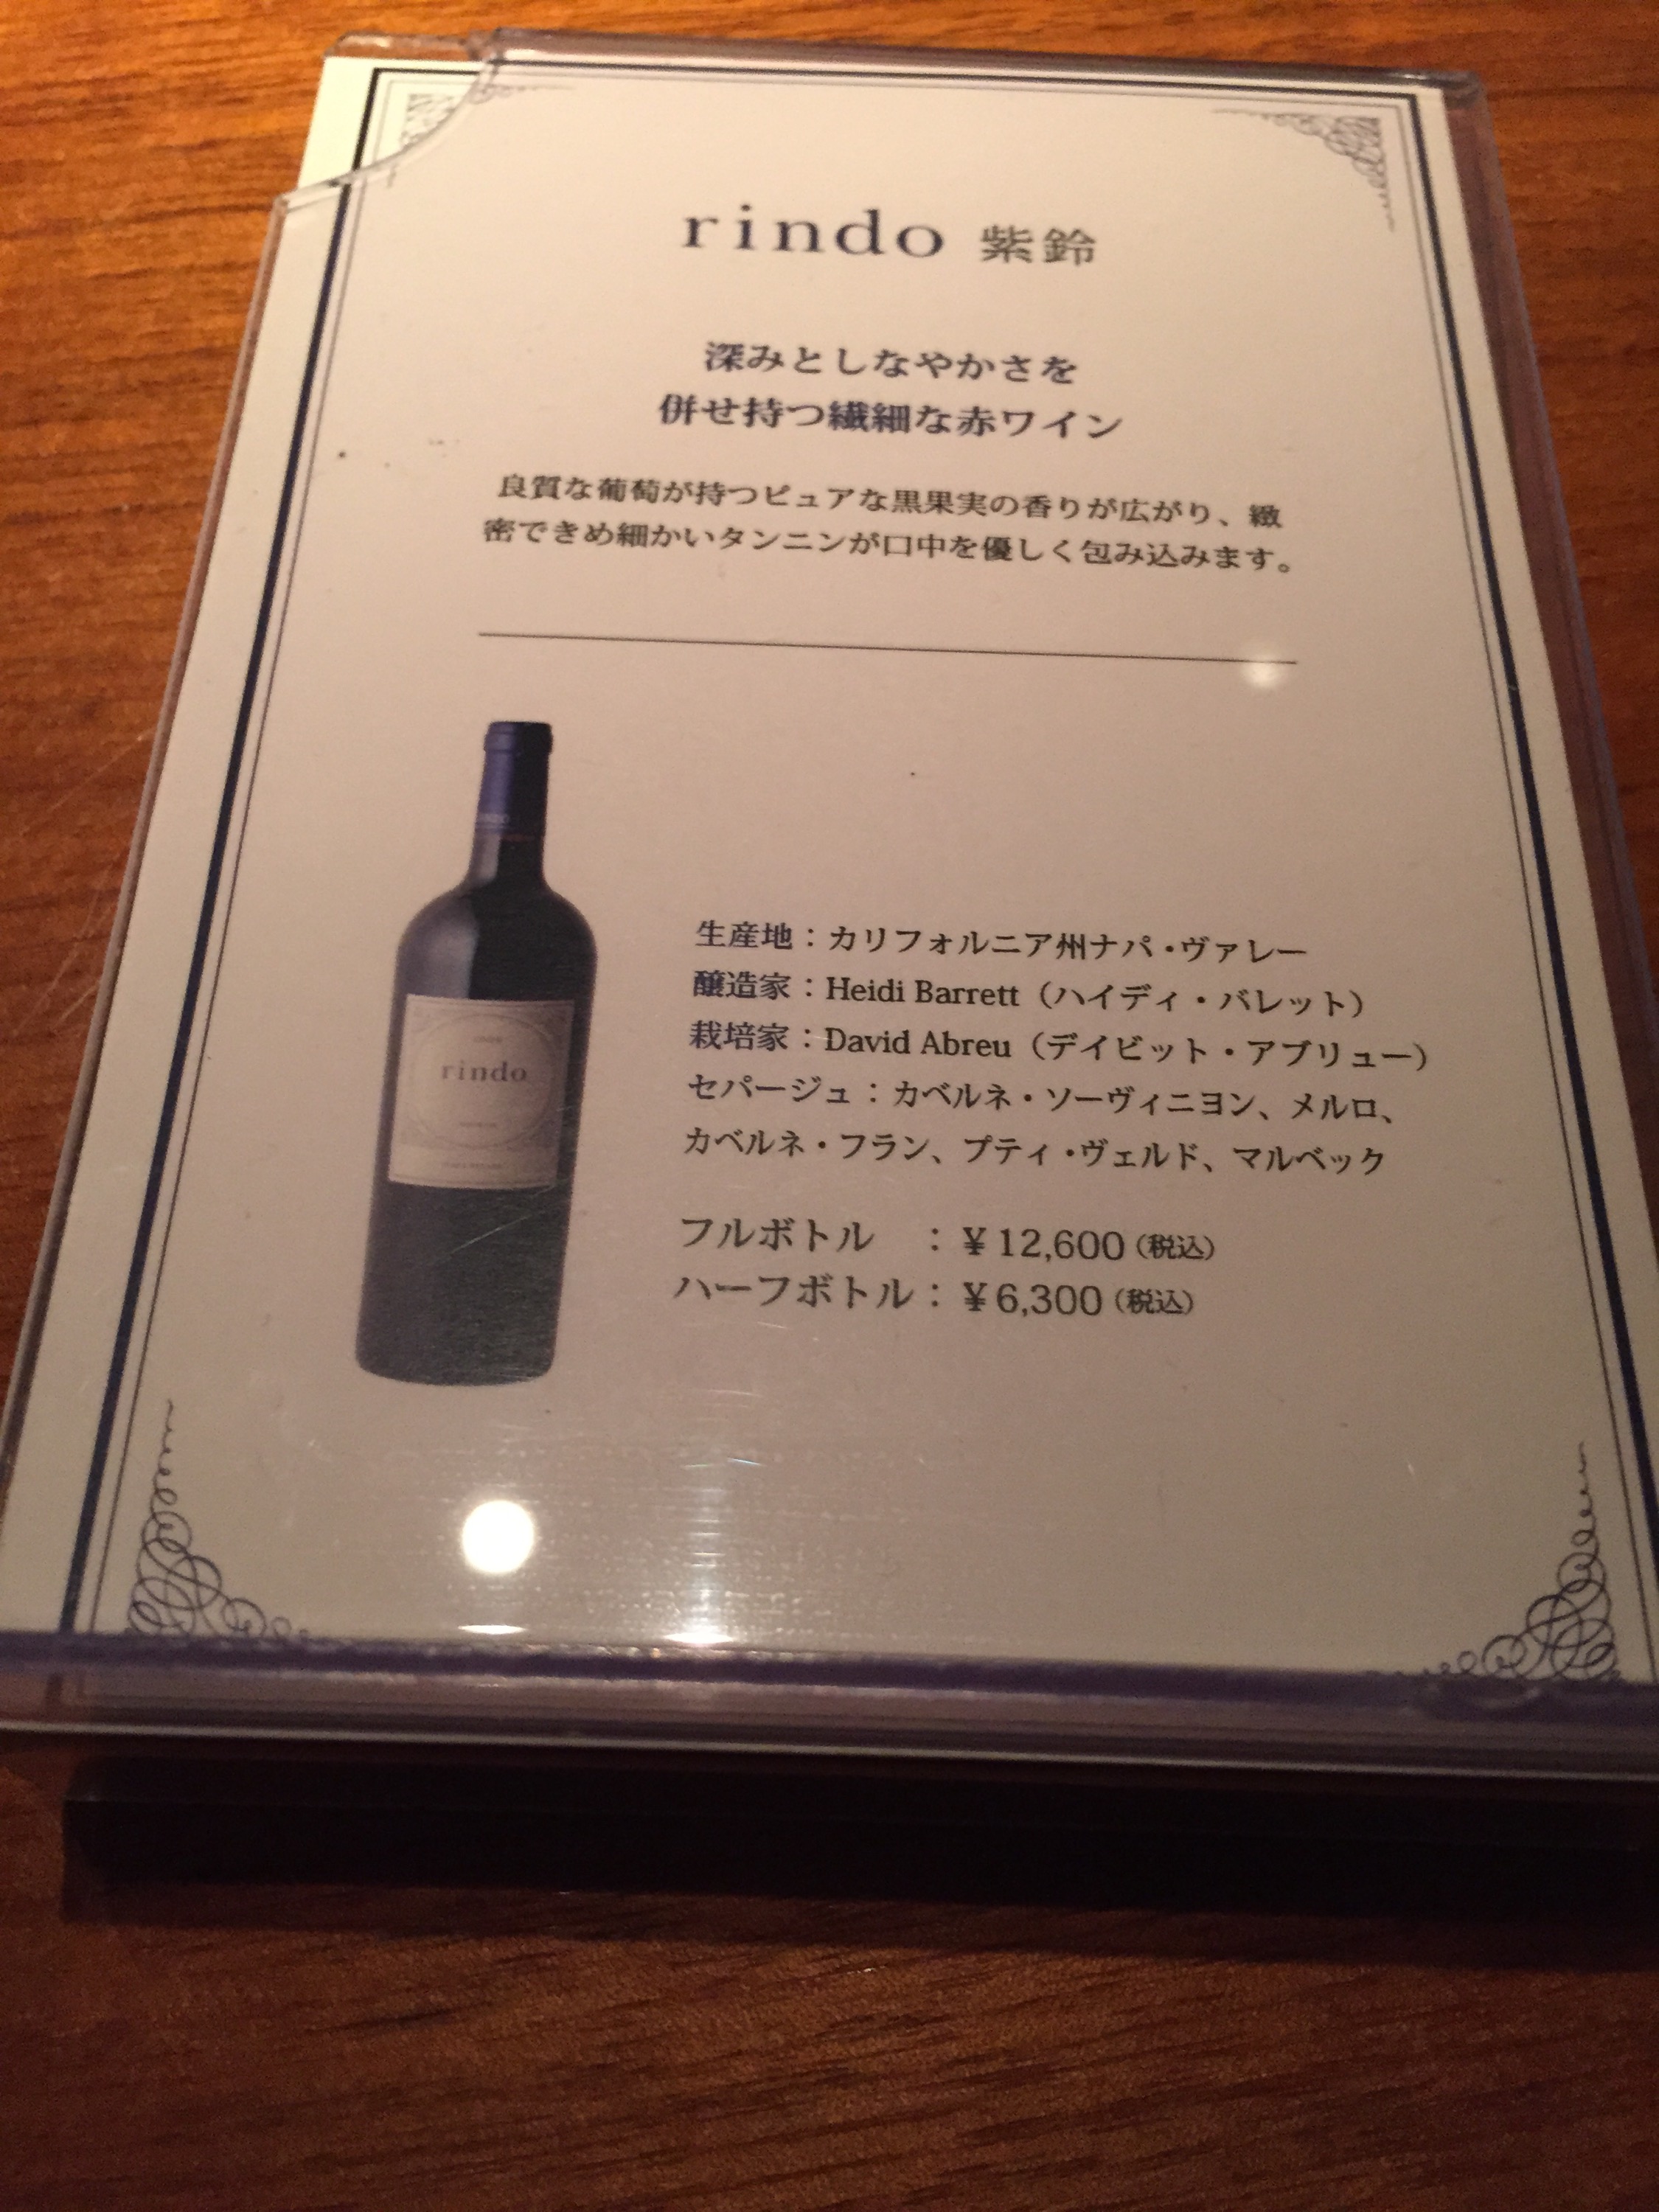 rindo 紫鈴
深みとしなやかさを
併せ持つ繊細な赤ワイン
良質な葡萄が持つピュアな黒果実の香りが広がり、緻
密できめ細かいタンニンが口中を優しく包み込みます。
rindo
生産地：カリフォルニア州ナパ・ヴァレー
醸造家：Heidi Barrett（ハイディ・バレット）
栽培家：David Abreu（デイビット・アブリュー）
セパージュ：カベルネ・ソーヴィニヨン、メルロ、
カベルネ・フラン、プティ・ヴェルド、マルベック
フルボトル　：￥12,600（税込）
ハーフボトル：￥6,300（税込）